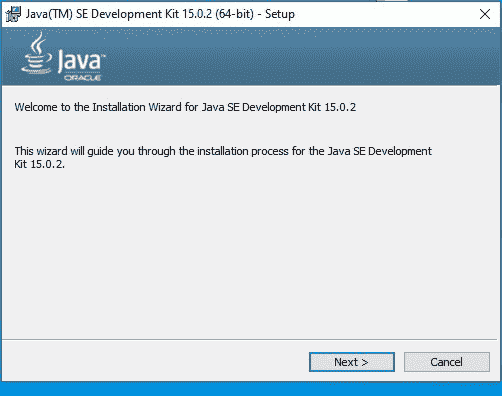 Java(TM) SE Development Kit 15.0.2 (64-bit) - Setup
Java™
ORACLE
Welcome to the Installation Wizard for Java SE Development Kit 15.0.2
This wizard will guide you through the installation process for the Java SE Development
Kit 15.0.2.
Next >
Cancel